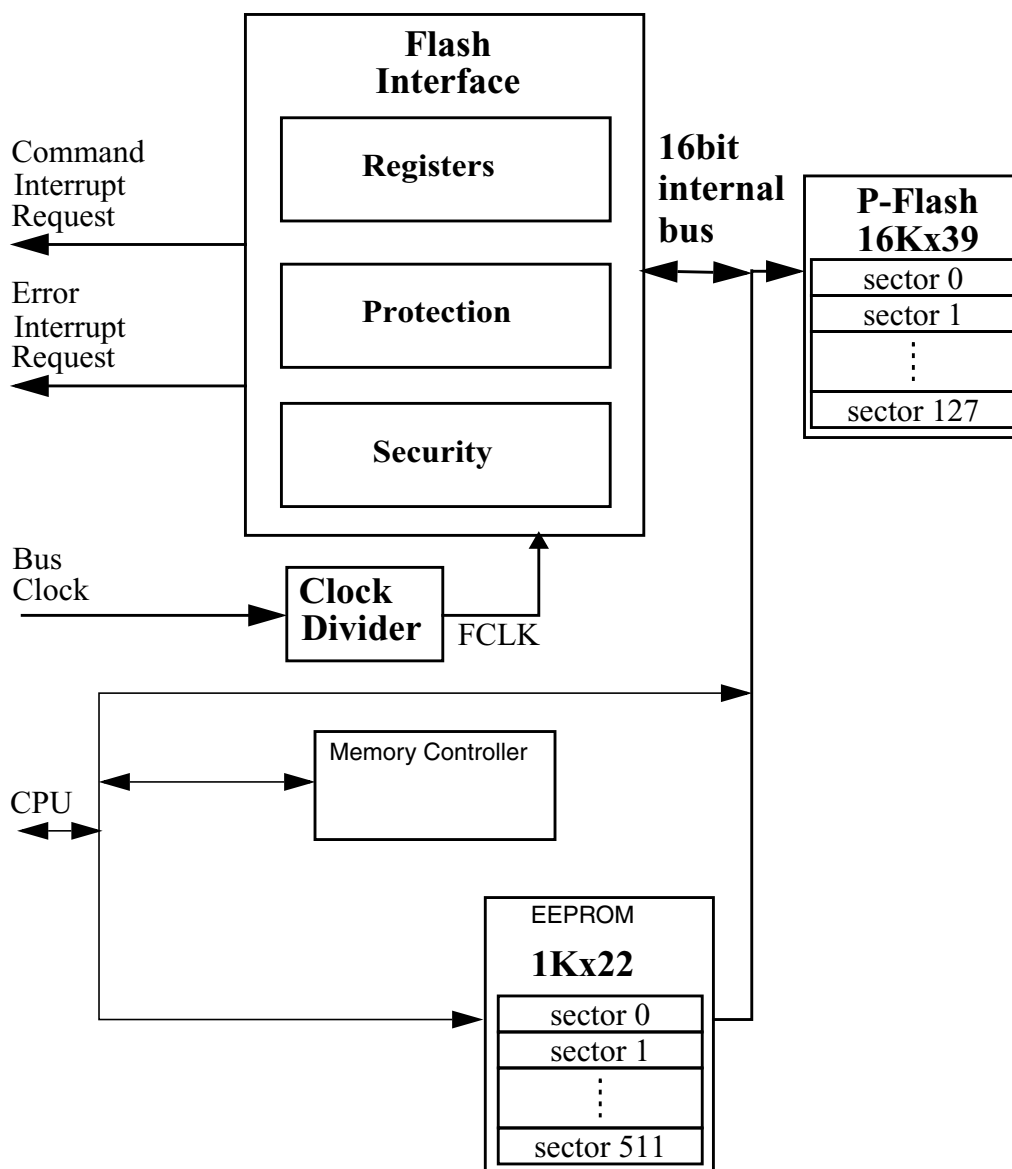 Flash
Interface
Registers
Protection
Security
Command
Interrupt
Request
Error
Interrupt
Request
16bit
internal
bus
P-Flash
16Kx39
sector 0
sector 1
sector 127
Bus
Clock
Clock
Divider
FCLK
Memory Controller
CPU
EEPROM
1Kx22
sector 0
sector 1
sector 511